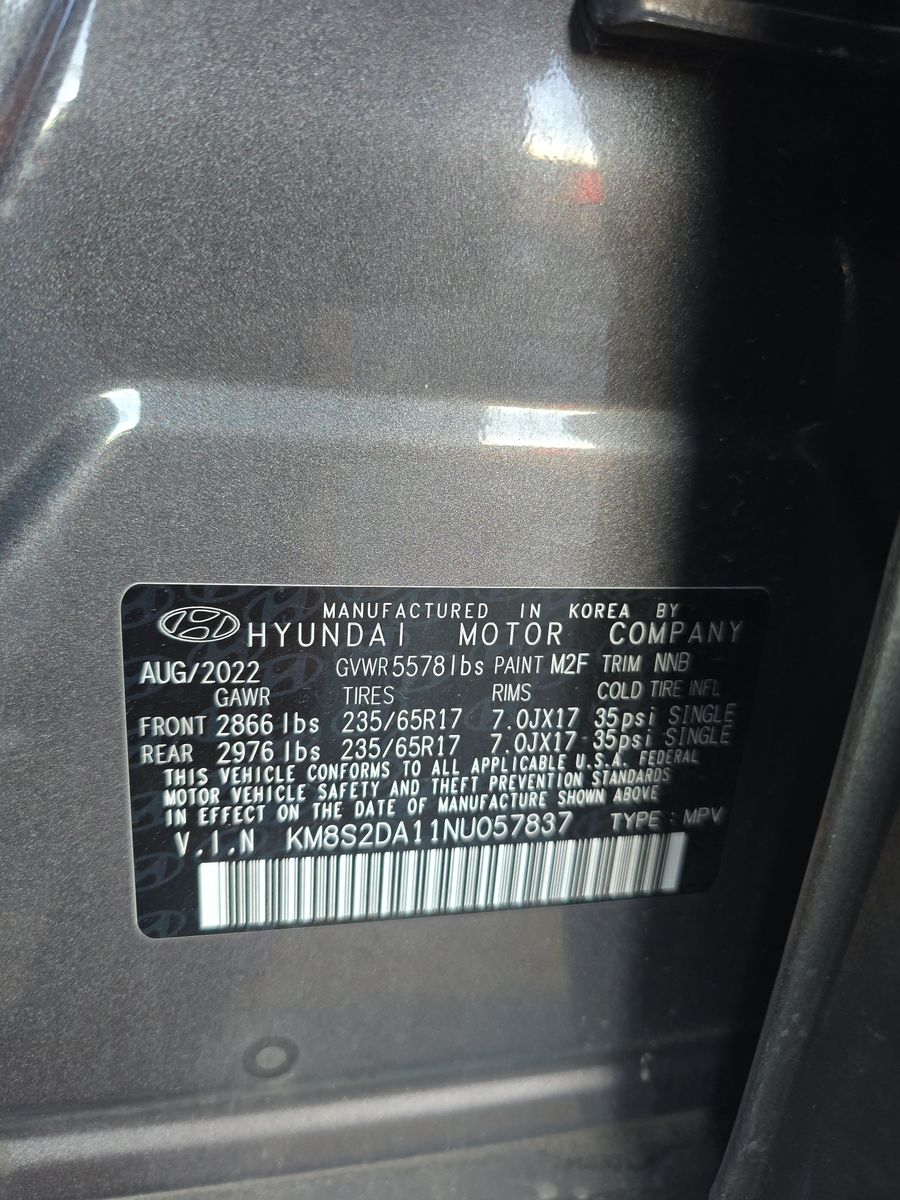 MANUFACTURED IN KOREA BY
HYUNDAI MOTOR COMPANY
AUG/2022 GVWR 5578 lbs PAINT M2F TRIM NNB
GAWR TIRES RIMS COLD TIRE INFL
FRONT 2866 lbs 235/65R17 7.0JX17 35psi SINGLE
REAR 2976 lbs 235/65R17 7.0JX17 35psi SINGLE
THIS VEHICLE CONFORMS TO ALL APPLICABLE U.S.A. FEDERAL
MOTOR VEHICLE SAFETY AND THEFT PREVENTION STANDARDS
IN EFFECT ON THE DATE OF MANUFACTURE SHOWN ABOVE
V.I.N KM8S2DA11NU057837 TYPE : MPV